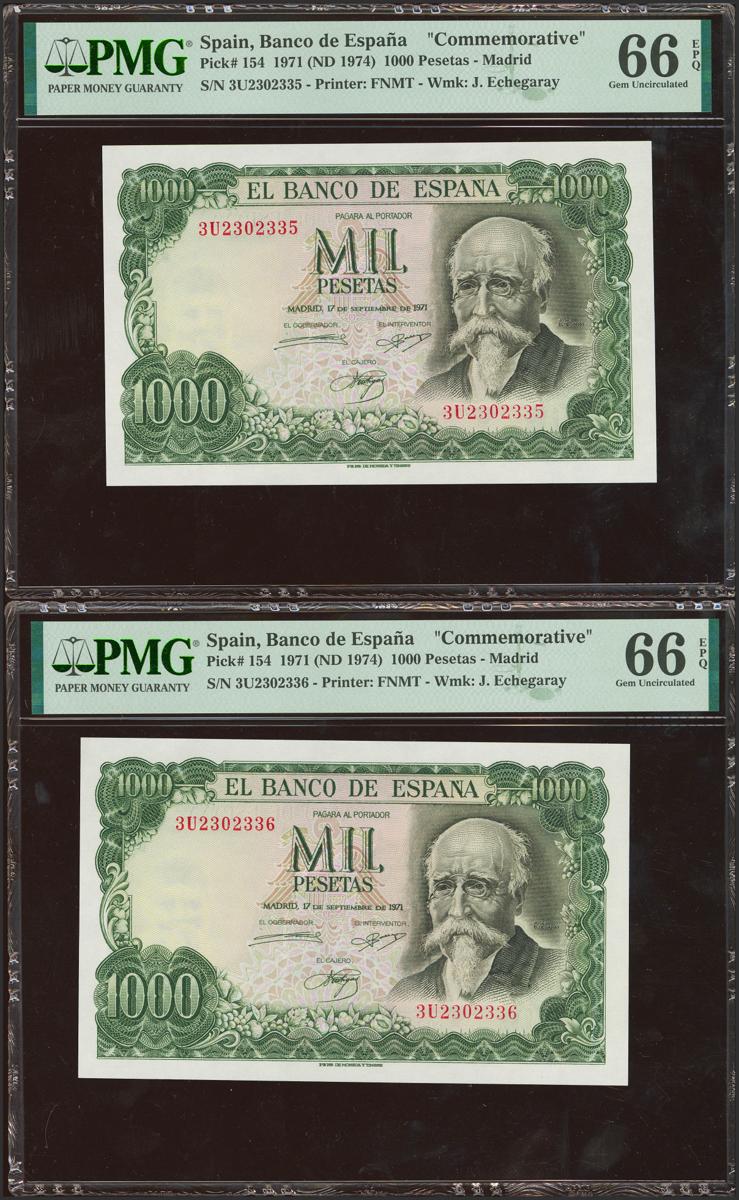 PMG®
PAPER MONEY GUARANTY
Spain, Banco de España "Commemorative"
Pick# 154 1971 (ND 1974) 1000 Pesetas - Madrid
S/N 3U2302335 - Printer: FNMT - Wmk: J. Echegaray
66 EPQ
Gem Uncirculated
1000 EL BANCO DE ESPAÑA 1000
PAGARA AL PORTADOR
3U2302335
MIL
PESETAS
MADRID, 17 DE SEPTIEMBRE DE 1971
EL GOBERNADOR EL INTERVENTOR
EL CAJERO
1000
3U2302335
PMG®
PAPER MONEY GUARANTY
Spain, Banco de España "Commemorative"
Pick# 154 1971 (ND 1974) 1000 Pesetas - Madrid
S/N 3U2302336 - Printer: FNMT - Wmk: J. Echegaray
66 EPQ
Gem Uncirculated
1000 EL BANCO DE ESPAÑA 1000
PAGARA AL PORTADOR
3U2302336
MIL
PESETAS
MADRID, 17 DE SEPTIEMBRE DE 1971
EL GOBERNADOR EL INTERVENTOR
EL CAJERO
1000
3U2302336